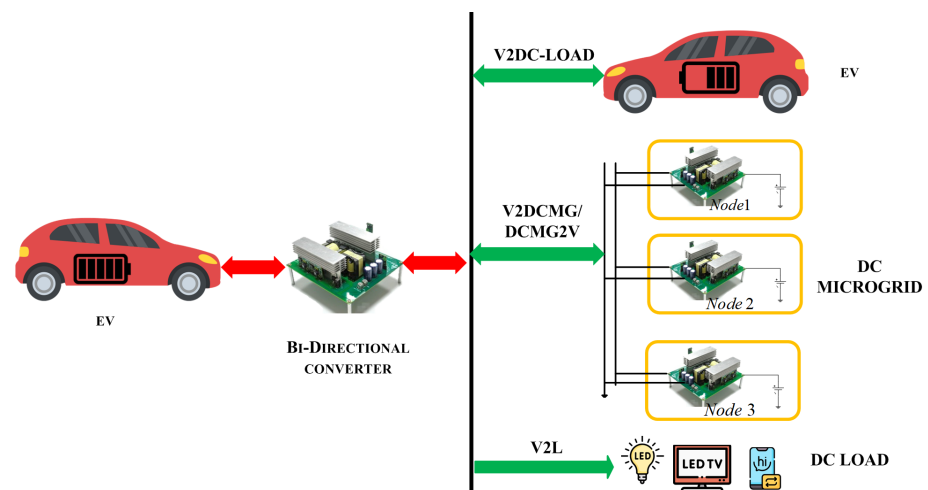 V2DC-LOAD
EV
Node1
V2DCMG/
DCMG2V
DC
MICROGRID
Node 2
EV
BI-DIRECTIONAL
CONVERTER
Node 3
V2L
LED
LED TV
hi
DC LOAD